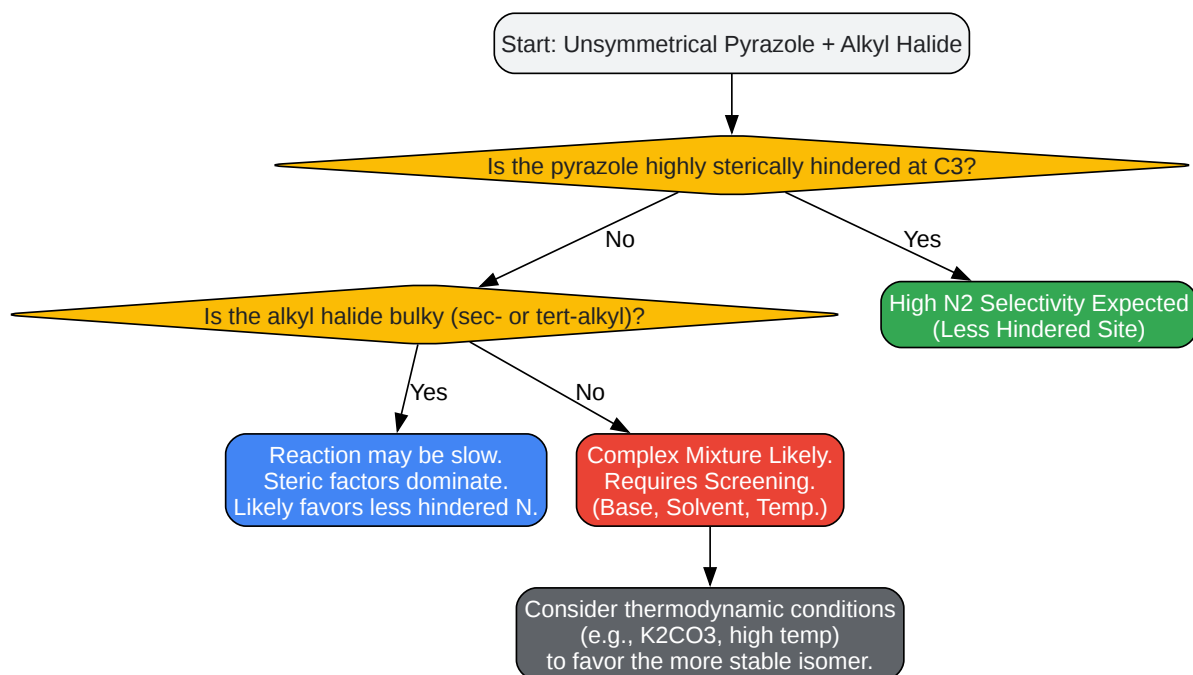 Start: Unsymmetrical Pyrazole + Alkyl Halide
Is the pyrazole highly sterically hindered at C3?
No
Yes
Is the alkyl halide bulky (sec- or tert-alkyl)?
High N2 Selectivity Expected
(Less Hindered Site)
Yes
No
Reaction may be slow.
Steric factors dominate.
Likely favors less hindered N.
Complex Mixture Likely.
Requires Screening.
(Base, Solvent, Temp.)
Consider thermodynamic conditions
(e.g., K2CO3, high temp)
to favor the more stable isomer.